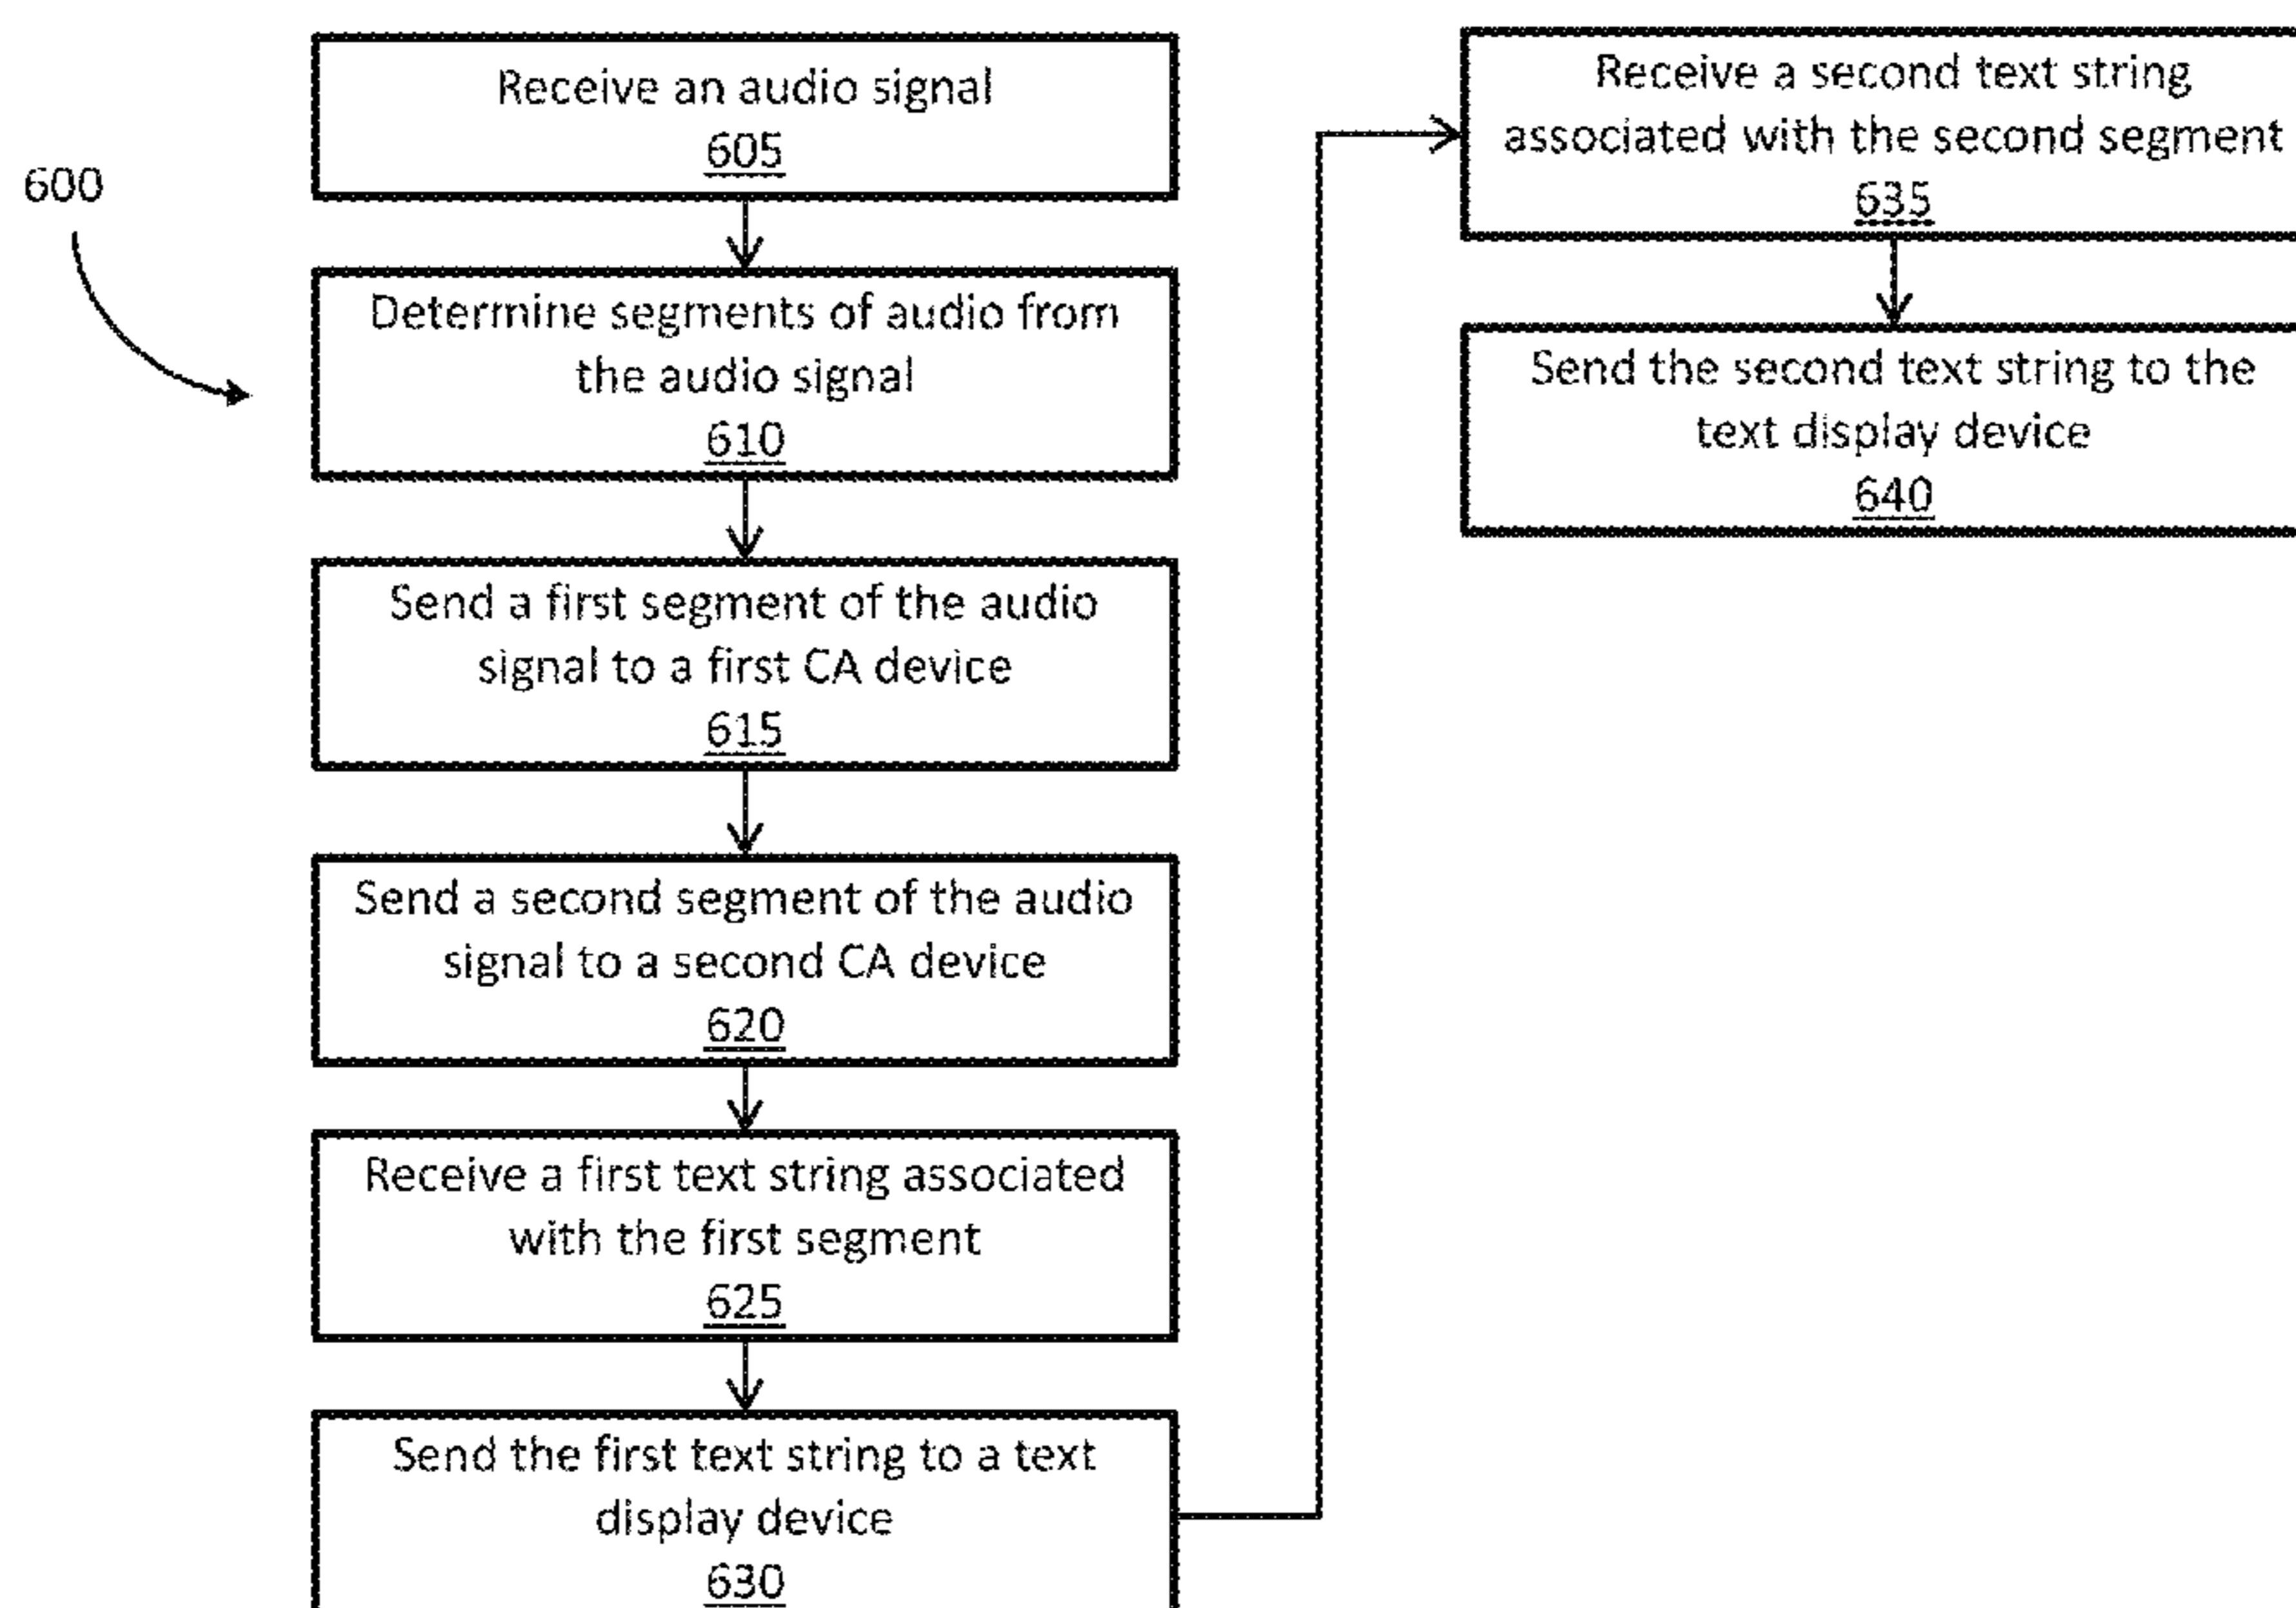 600
Receive an audio signal
605
Determine segments of audio from
the audio signal
610
Send a first segment of the audio
signal to a first CA device
615
Send a second segment of the audio
signal to a second CA device
620
Receive a first text string associated
with the first segment
625
Send the first text string to a text
display device
630
Receive a second text string
associated with the second segment
635
Send the second text string to the
text display device
640